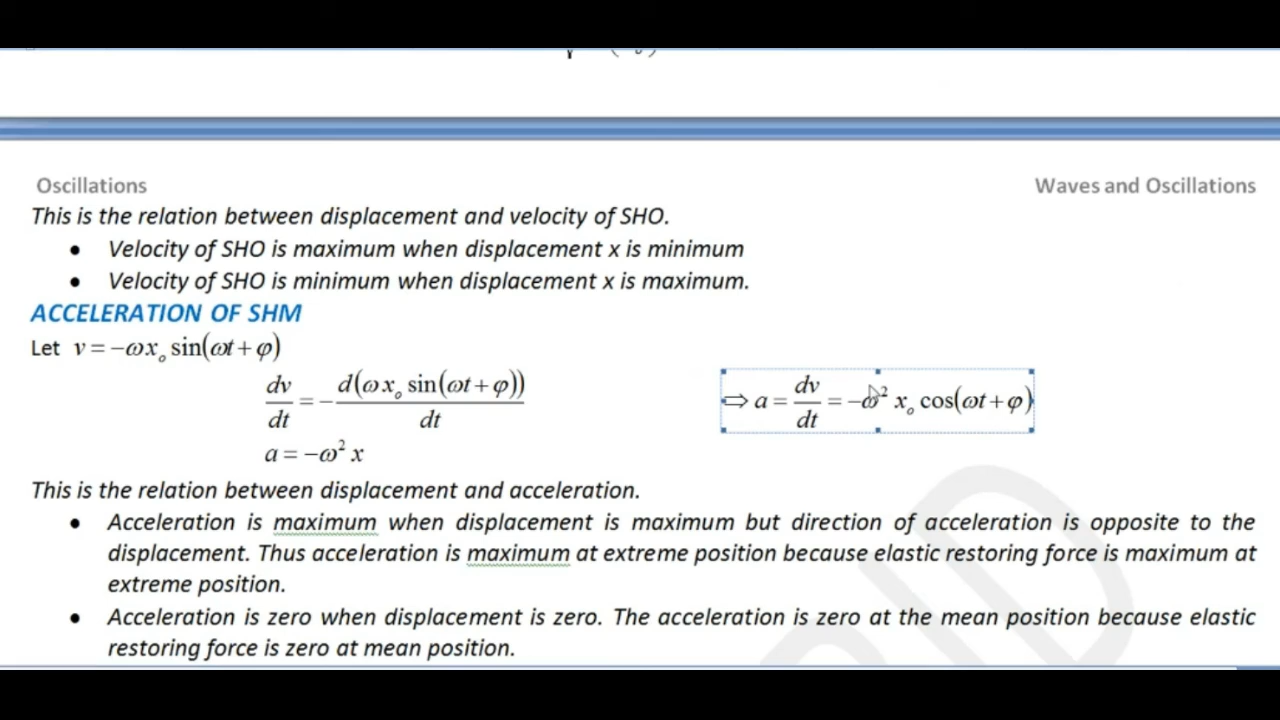 Oscillations Waves and Oscillations
This is the relation between displacement and velocity of SHO.
• Velocity of SHO is maximum when displacement x is minimum
• Velocity of SHO is minimum when displacement x is maximum.
ACCELERATION OF SHM
Let v = −ωx₀ sin(ωt + φ)
dv/dt = − d(ωx₀ sin(ωt + φ))/dt ⇒ a = dv/dt = −ω² x₀ cos(ωt + φ)
a = −ω² x
This is the relation between displacement and acceleration.
• Acceleration is maximum when displacement is maximum but direction of acceleration is opposite to the
displacement. Thus acceleration is maximum at extreme position because elastic restoring force is maximum at
extreme position.
• Acceleration is zero when displacement is zero. The acceleration is zero at the mean position because elastic
restoring force is zero at mean position.